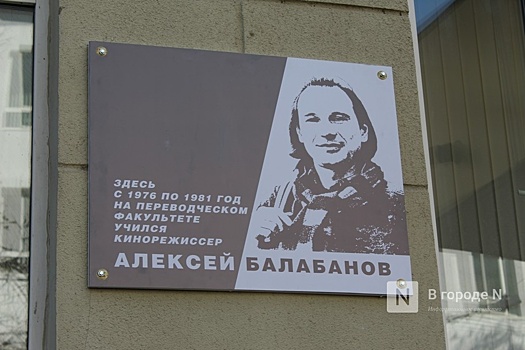 ЗДЕСЬ
С 1976 ПО 1981 ГОД
НА ПЕРЕВОДЧЕСКОМ
ФАКУЛЬТЕТЕ
УЧИЛСЯ
КИНОРЕЖИССЕР
АЛЕКСЕЙ БАЛАБАНОВ
N В городе N